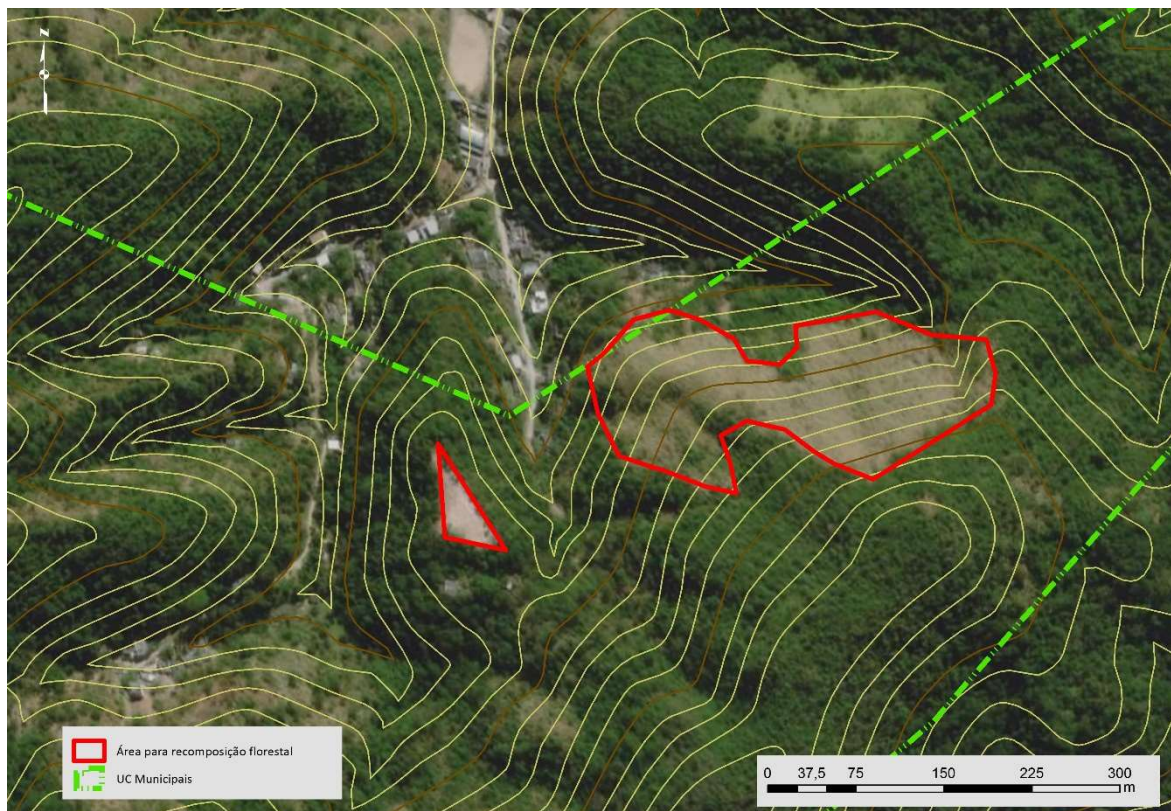 N
Área para recomposição florestal
UC Municipais
0 37,5 75 150 225 300
m